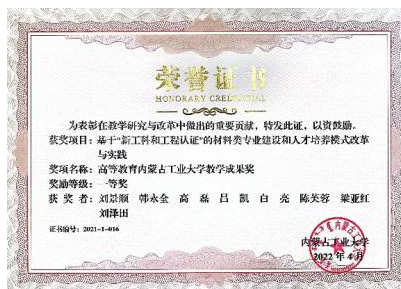 荣誉证书
HONORARY CREDENTIAL
为表彰在教学研究与改革中做出的重要贡献，特发此证，以资鼓励。
获奖项目：基于“新工科和工程认证”的材料类专业建设和人才培养模式改革
与实践
奖项名称：高等教育内蒙古工业大学教学成果奖
奖励等级：一等奖
获奖者：刘景顺 韩永全 高磊 吕凯 白亮 陈芙蓉 梁亚红
刘泽田
证书编号：2021-1-016
内蒙古工业大学
2022年4月